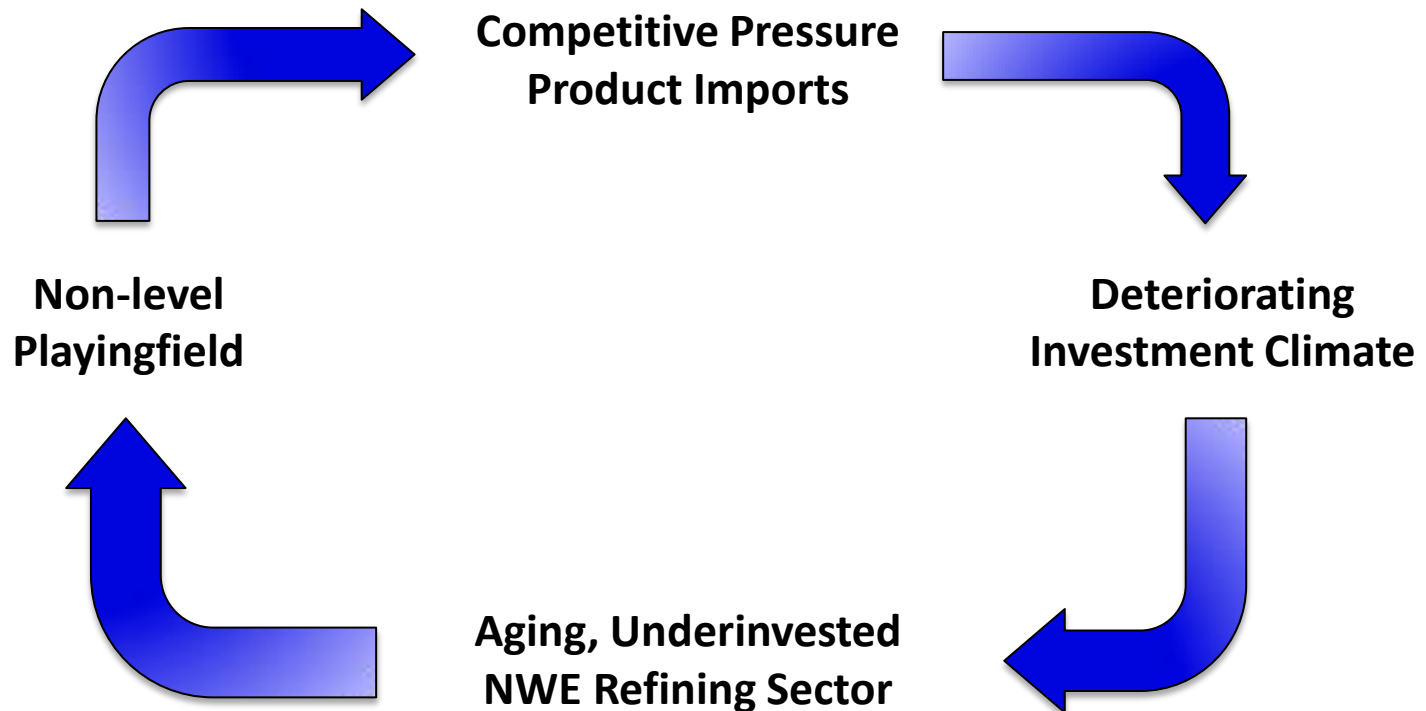 Competitive Pressure
Product Imports
Non-level
Playingfield
Deteriorating
Investment Climate
Aging, Underinvested
NWE Refining Sector